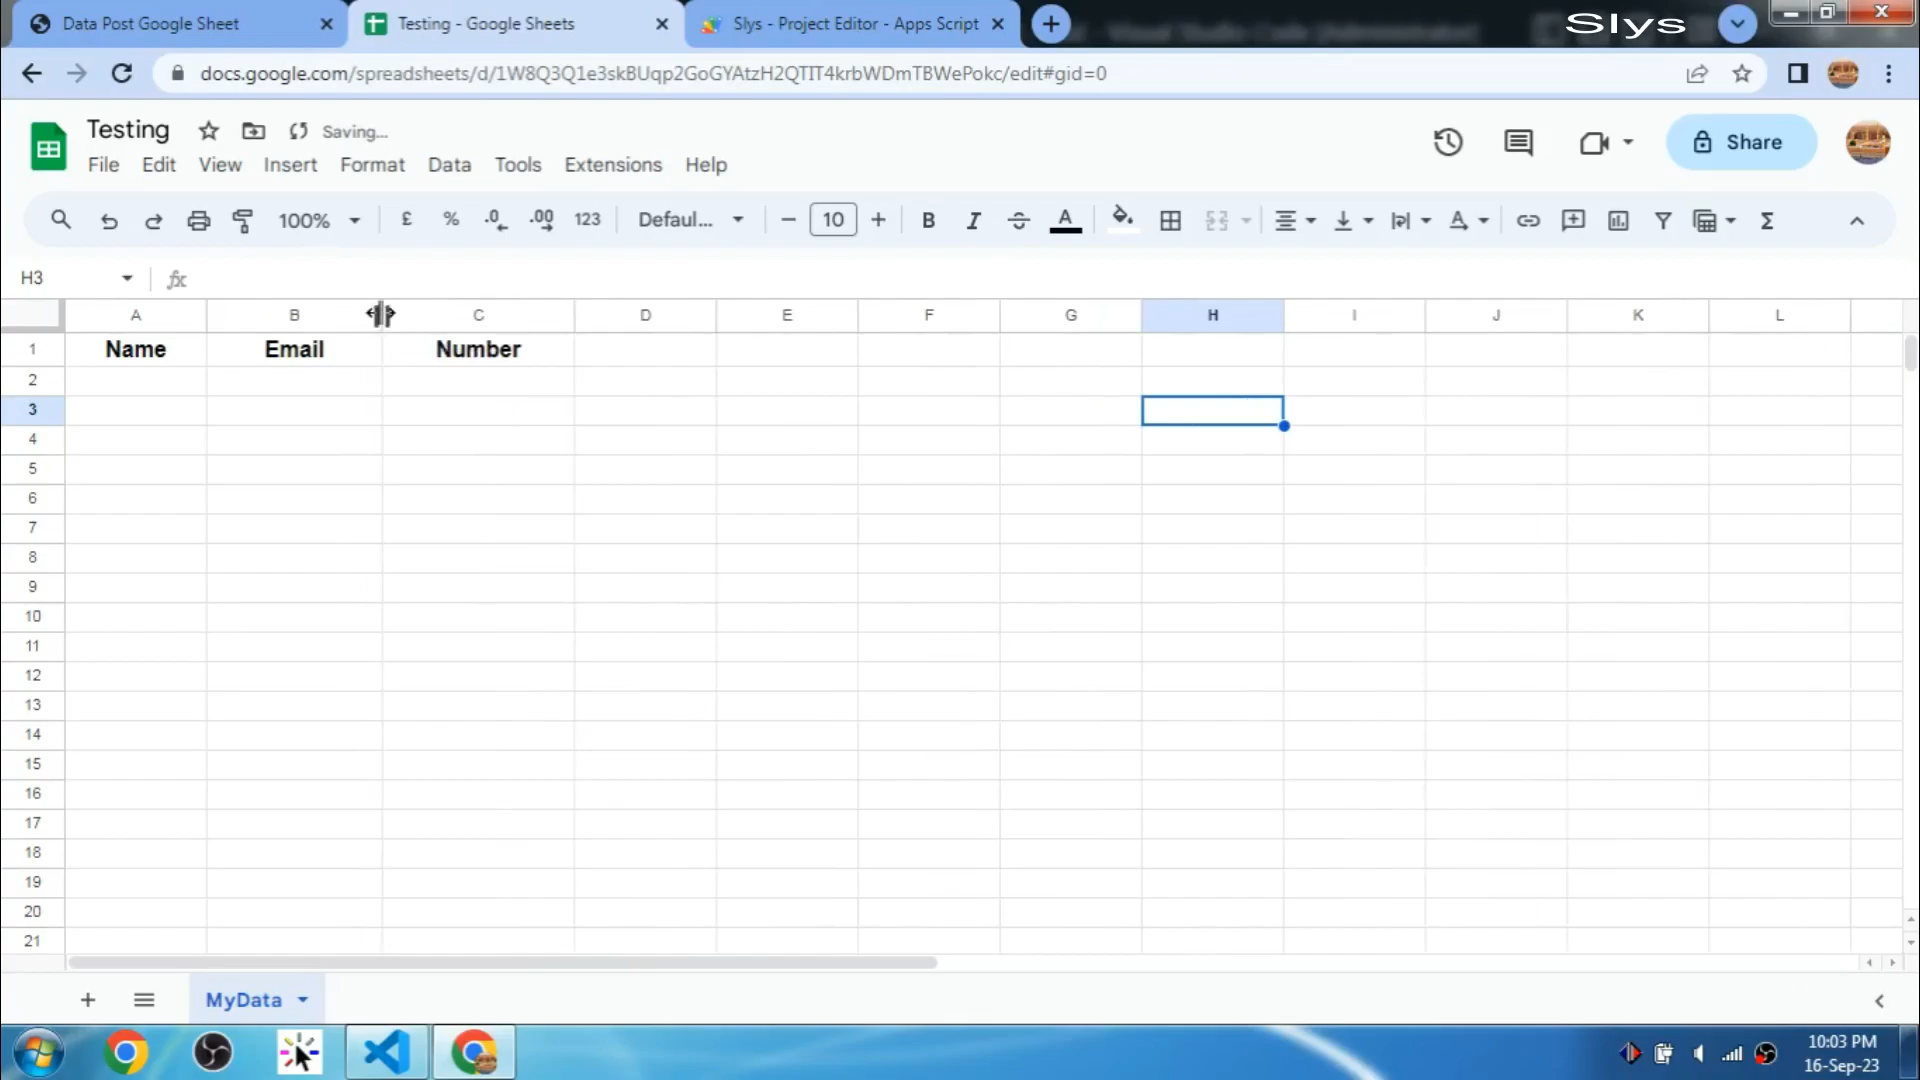 Data Post Google Sheet
Testing - Google Sheets
Slys - Project Editor - Apps Script
Slys
docs.google.com/spreadsheets/d/1W8Q3Q1e3skBUqp2GoGYAtzH2QTIT4krbWDmTBWePokc/edit#gid=0
Testing
Saving...
File Edit View Insert Format Data Tools Extensions Help
Share
100% £ % .0 .00 123 Defaul... 10 B I A Σ
H3 fx
A B C D E F G H I J K L
1 Name Email Number
2
3
4
5
6
7
8
9
10
11
12
13
14
15
16
17
18
19
20
21
MyData
10:03 PM
16-Sep-23